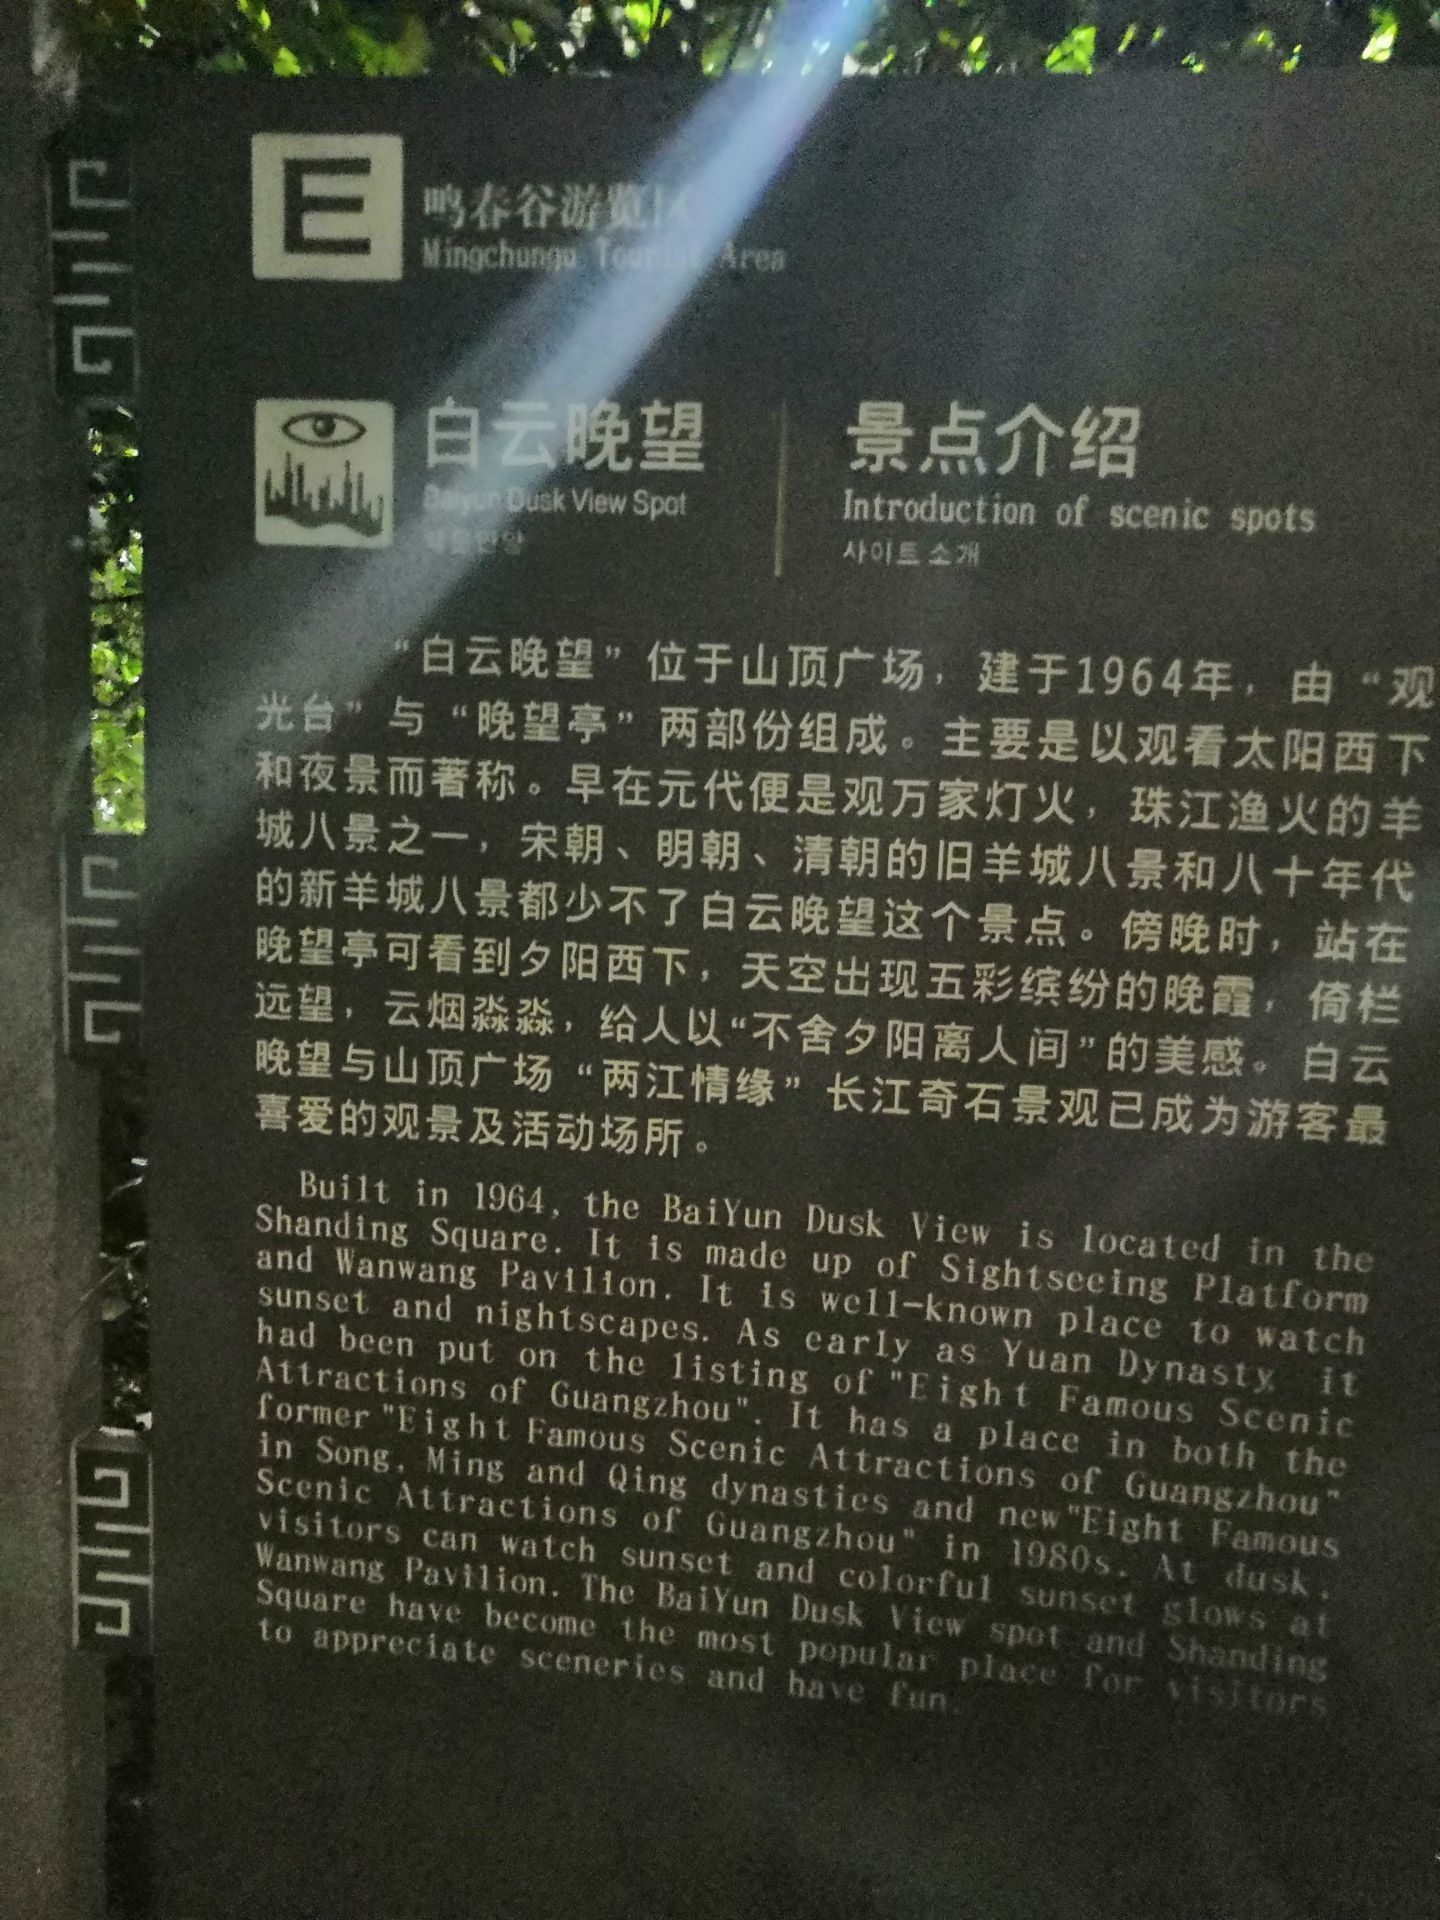 E
鸣春谷游览区
Mingchungu Tourist Area
白云晚望
Baiyun Dusk View Spot
景点介绍
Introduction of scenic spots
사이트 소개
“白云晚望”位于山顶广场，建于1964年，由“观
光台”与“晚望亭”两部份组成。主要是以观看太阳西下
和夜景而著称。早在元代便是观万家灯火，珠江渔火的羊
城八景之一，宋朝、明朝、清朝的旧羊城八景和八十年代
的新羊城八景都少不了白云晚望这个景点。傍晚时，站在
晚望亭可看到夕阳西下，天空出现五彩缤纷的晚霞，倚栏
远望，云烟淼淼，给人以“不舍夕阳离人间”的美感。白云
晚望与山顶广场“两江情缘”长江奇石景观已成为游客最
喜爱的观景及活动场所。
Built in 1964, the BaiYun Dusk View is located in the
Shanding Square. It is made up of Sightseeing Platform
and Wanwang Pavilion. It is well-known place to watch
sunset and nightscapes. As early as Yuan Dynasty, it
had been put on the listing of "Eight Famous Scenic
Attractions of Guangzhou". It has a place in both the
former "Eight Famous Scenic Attractions of Guangzhou"
in Song, Ming and Qing dynasties and new "Eight Famous
Scenic Attractions of Guangzhou" in 1980s. At dusk,
visitors can watch sunset and colorful sunset glows at
Wanwang Pavilion. The BaiYun Dusk View spot and Shanding
Square have become the most popular place for visitors
to appreciate sceneries and have fun.